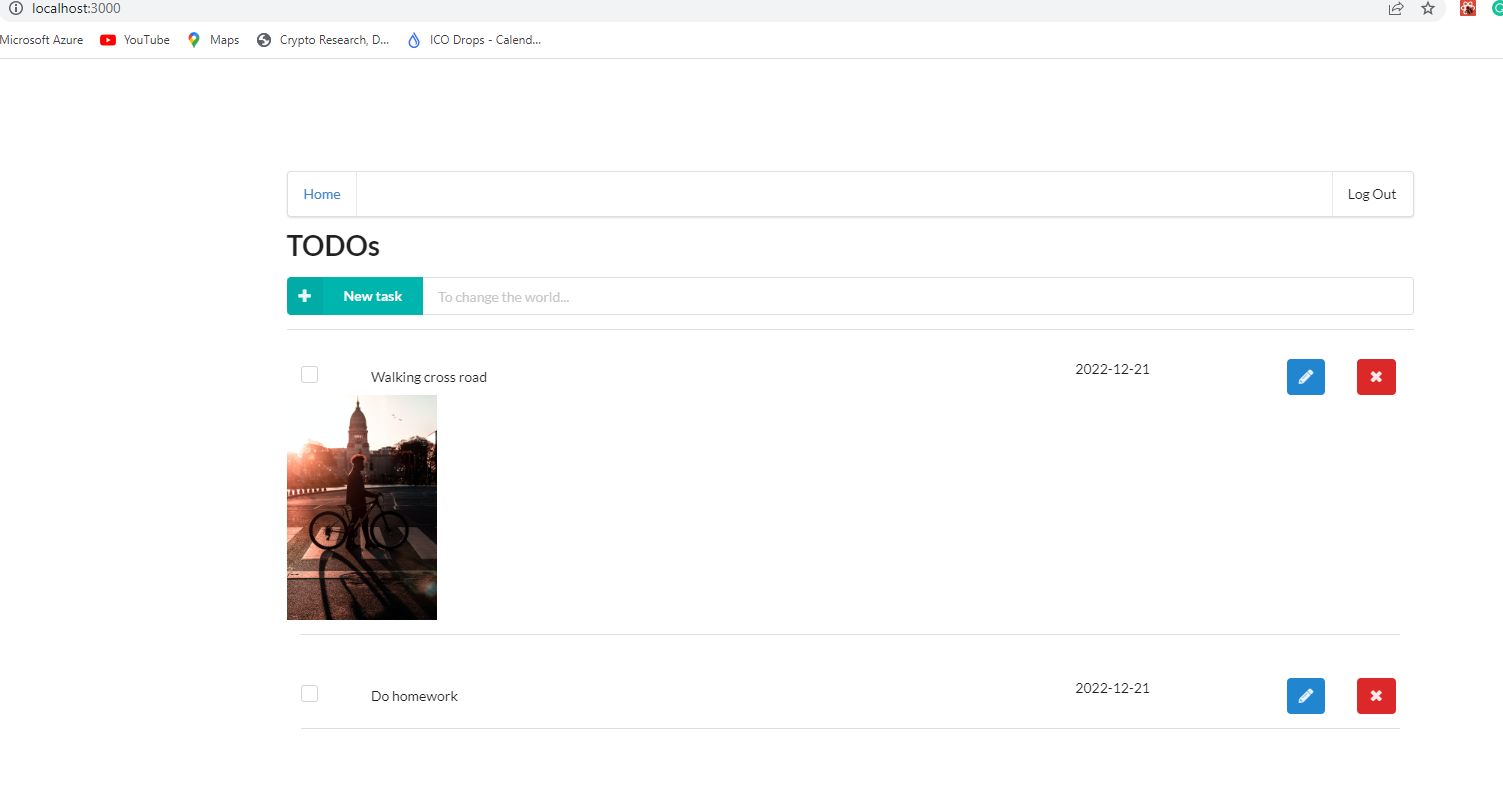 localhost:3000
Microsoft Azure YouTube Maps Crypto Research, D... ICO Drops - Calend...
Home Log Out
TODOs
New task To change the world...
Walking cross road 2022-12-21
Do homework 2022-12-21